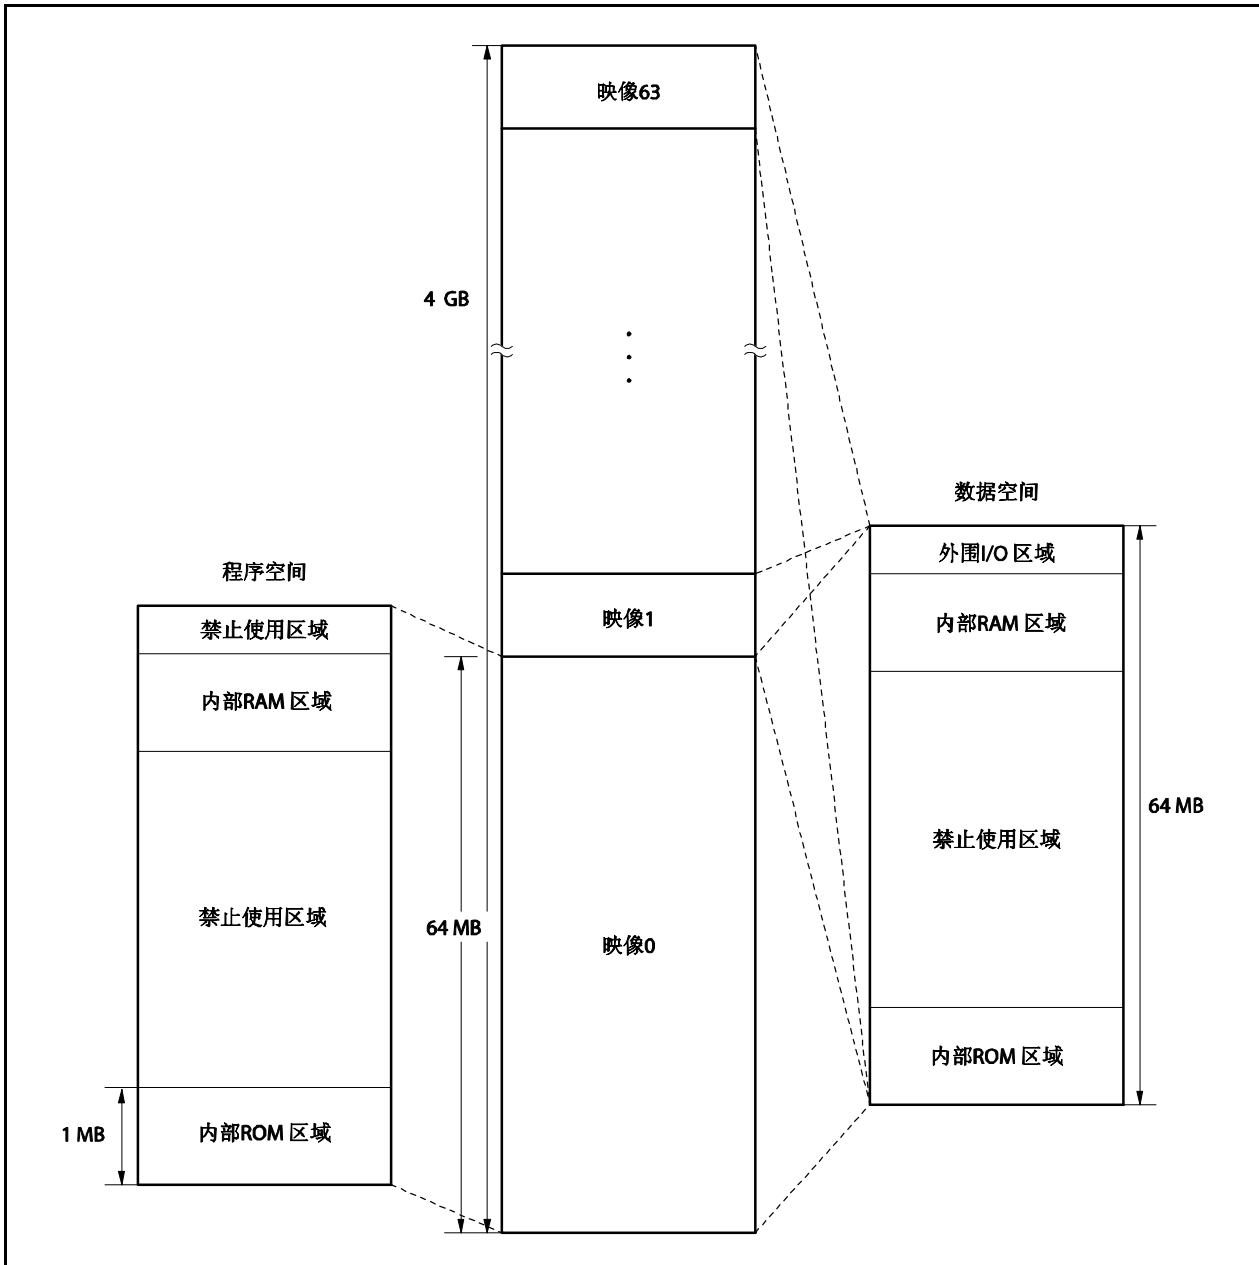 映像63
4 GB
数据空间
外围I/O 区域
程序空间
映像1
内部RAM 区域
禁止使用区域
内部RAM 区域
64 MB
禁止使用区域
禁止使用区域
64 MB
映像0
内部ROM 区域
1 MB
内部ROM 区域